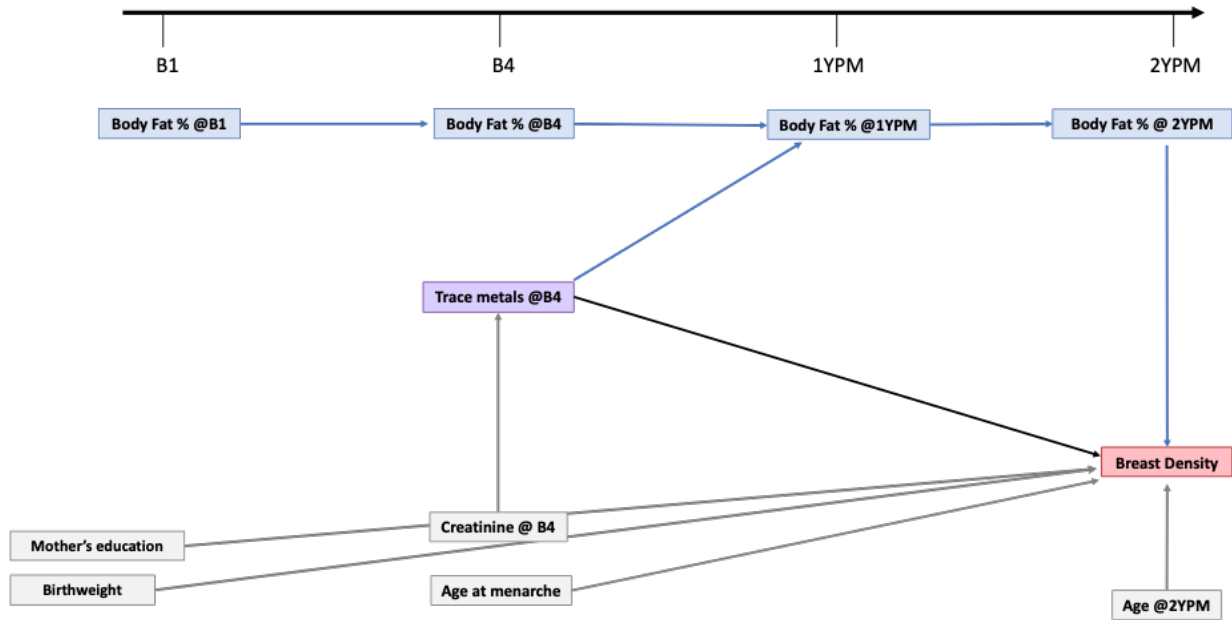 B1
B4
1YPM
2YPM
Body Fat % @B1
Body Fat % @B4
Body Fat % @1YPM
Body Fat % @ 2YPM
Trace metals @B4
Breast Density
Creatinine @ B4
Mother’s education
Birthweight
Age at menarche
Age @2YPM